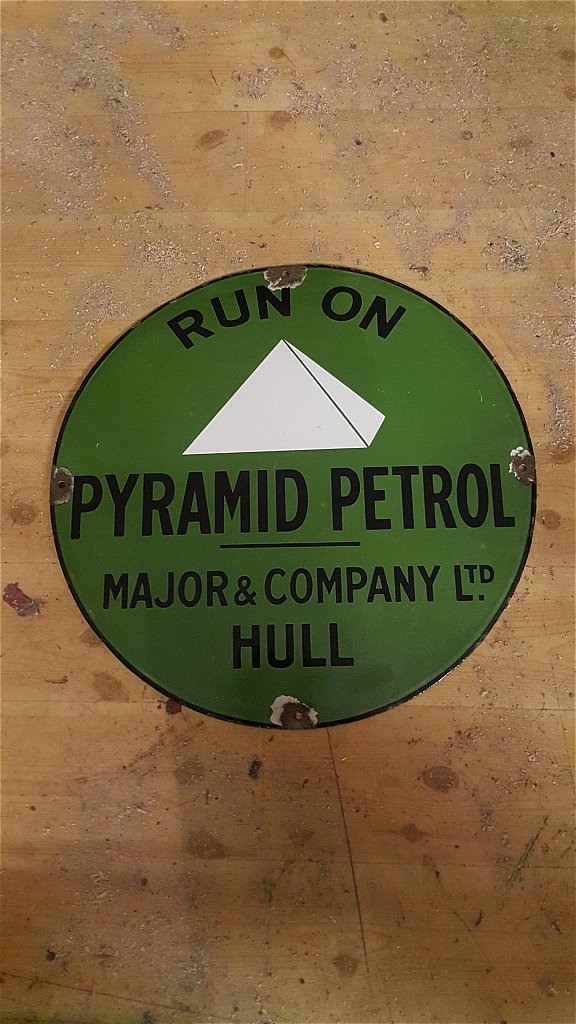 RUN ON
PYRAMID PETROL
MAJOR & COMPANY LTD.
HULL